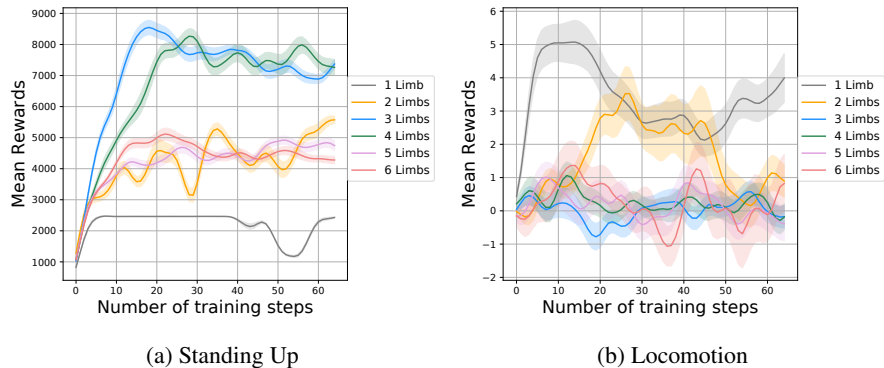 9000
8000
7000
6000
5000
4000
3000
2000
1000
Mean Rewards
0 10 20 30 40 50 60
Number of training steps
1 Limb
2 Limbs
3 Limbs
4 Limbs
5 Limbs
6 Limbs
(a) Standing Up
6
5
4
3
2
1
0
−1
−2
Mean Rewards
0 10 20 30 40 50 60
Number of training steps
1 Limb
2 Limbs
3 Limbs
4 Limbs
5 Limbs
6 Limbs
(b) Locomotion